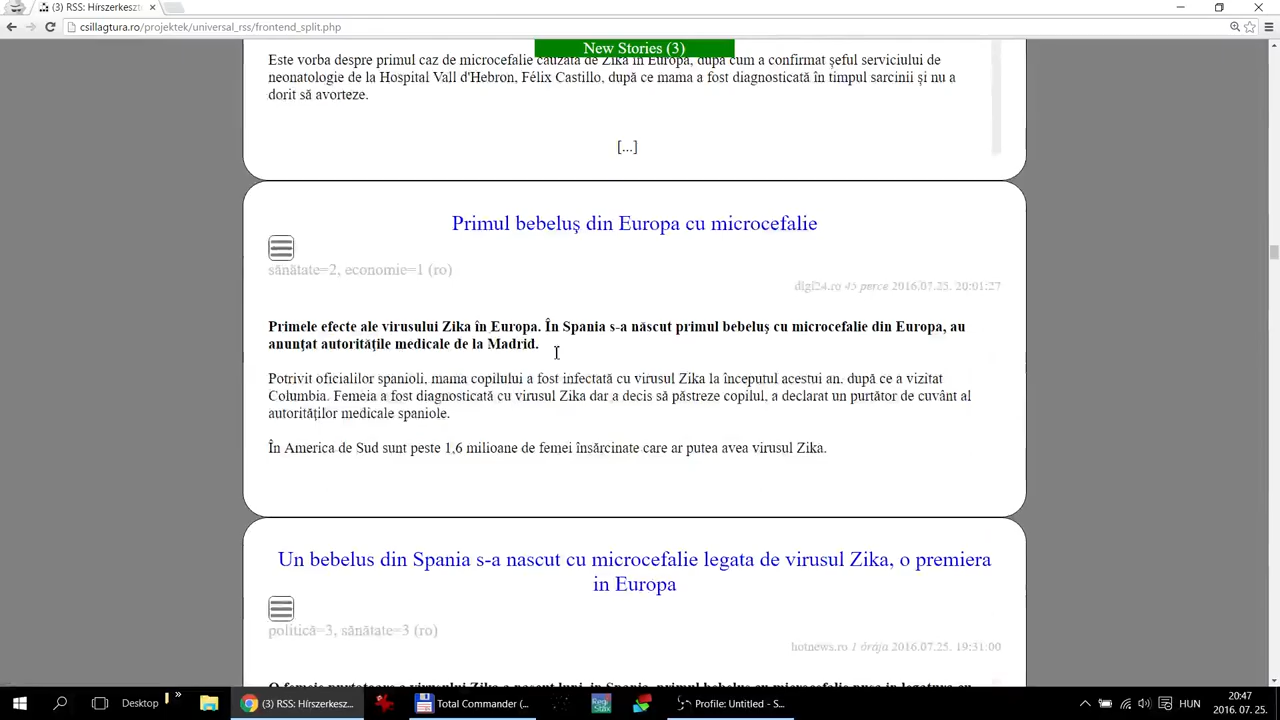 (3) RSS: Hírszerkeszt
csillagtura.ro/projektek/universal_rss/frontend_split.php
New Stories (3)
Este vorba despre primul caz de microcefalie cauzată de Zika în Europa, după cum a confirmat şeful serviciului de
neonatologie de la Hospital Vall d'Hebron, Félix Castillo, după ce mama a fost diagnosticată în timpul sarcinii şi nu a
dorit să avorteze.
[...]
Primul bebeluş din Europa cu microcefalie
sănătate=2, economie=1 (ro)
digi24.ro 45 perce 2016.07.25. 20:01:27
Primele efecte ale virusului Zika în Europa. În Spania s-a născut primul bebeluş cu microcefalie din Europa, au
anunţat autorităţile medicale de la Madrid.
Potrivit oficialilor spanioli, mama copilului a fost infectată cu virusul Zika la începutul acestui an, după ce a vizitat
Columbia. Femeia a fost diagnosticată cu virusul Zika dar a decis să păstreze copilul, a declarat un purtător de cuvânt al
autorităţilor medicale spaniole.
În America de Sud sunt peste 1,6 milioane de femei însărcinate care ar putea avea virusul Zika.
Un bebelus din Spania s-a nascut cu microcefalie legata de virusul Zika, o premiera
in Europa
politică=3, sănătate=3 (ro)
hotnews.ro 1 órája 2016.07.25. 19:31:00
Desktop
(3) RSS: Hírszerkesz...
Total Commander (...
Profile: Untitled - S...
HUN
20:47
2016. 07. 25.